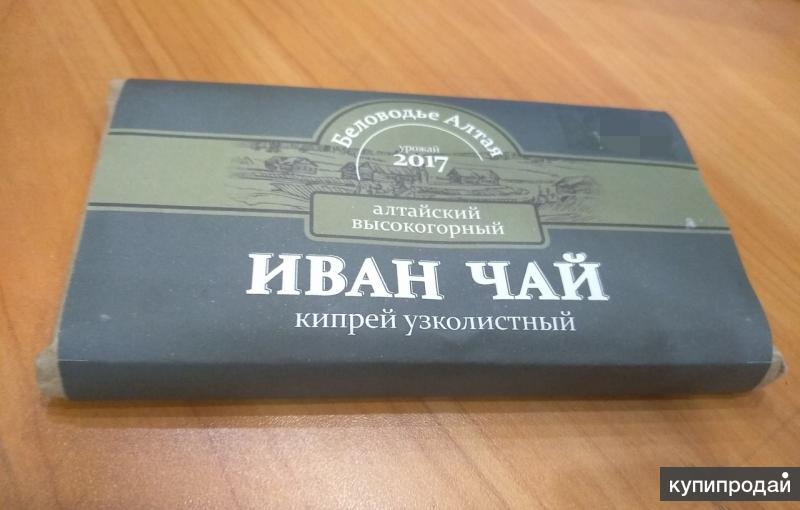 Беловодье Алтая
урожай
2017
алтайский
высокогорный
ИВАН ЧАЙ
кипрей узколистный
купипродай